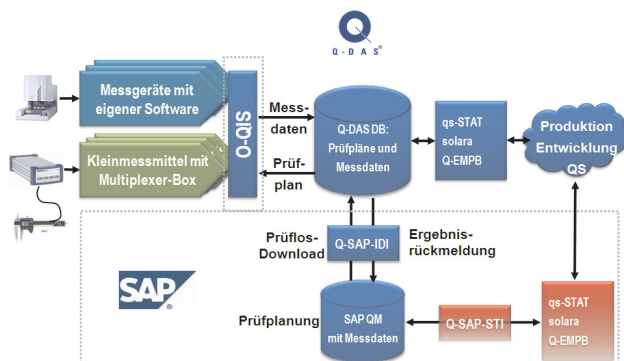 Q-DAS®
Messgeräte mit
eigener Software
Kleinmessmittel mit
Multiplexer-Box
O-QIS
Mess-
daten
Prüf-
plan
Q-DAS DB:
Prüfpläne und
Messdaten
qs-STAT
solara
Q-EMPB
Produktion
Entwicklung
QS
Prüflos-
Download
Q-SAP-IDI
Ergebnis-
rückmeldung
SAP
Prüfplanung
SAP QM
mit Messdaten
Q-SAP-STI
qs-STAT
solara
Q-EMPB